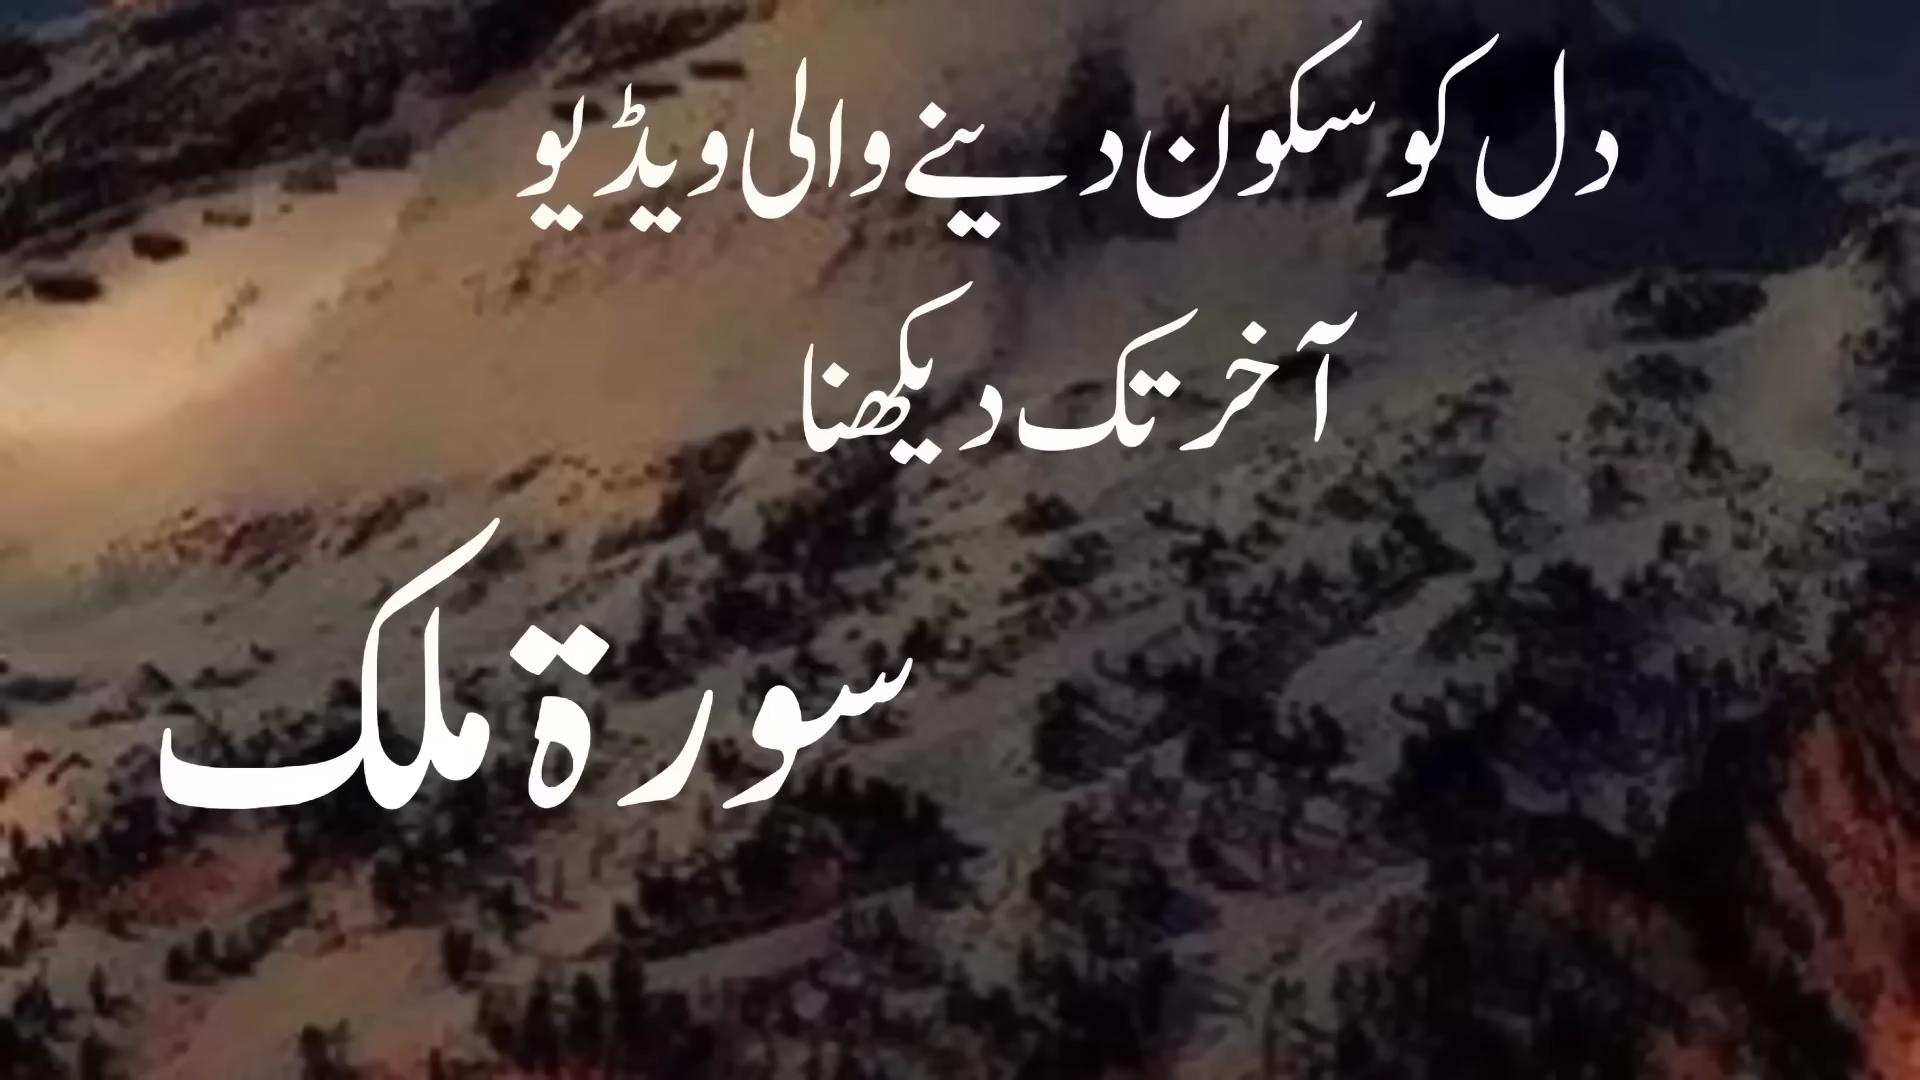 دل کو سکون دینے والی ویڈیو
آخر تک دیکھنا
سورۃ ملک